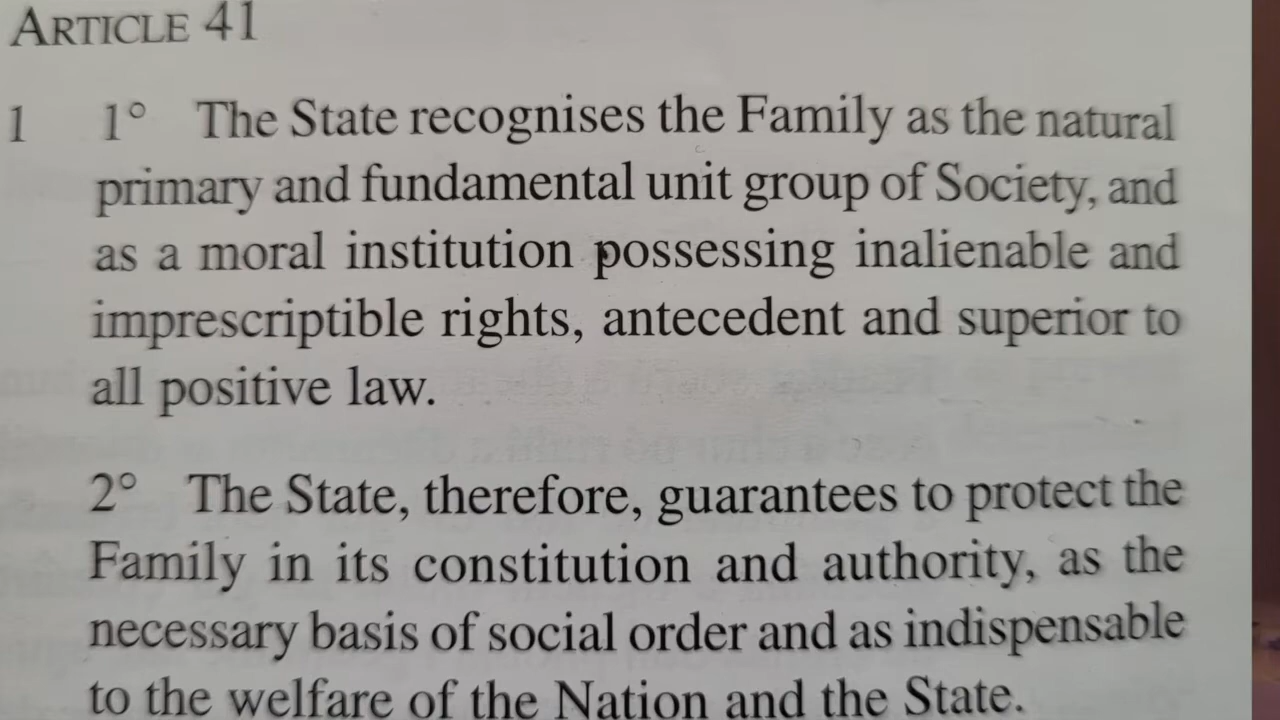 ARTICLE 41
1 1° The State recognises the Family as the natural
primary and fundamental unit group of Society, and
as a moral institution possessing inalienable and
imprescriptible rights, antecedent and superior to
all positive law.
2° The State, therefore, guarantees to protect the
Family in its constitution and authority, as the
necessary basis of social order and as indispensable
to the welfare of the Nation and the State.